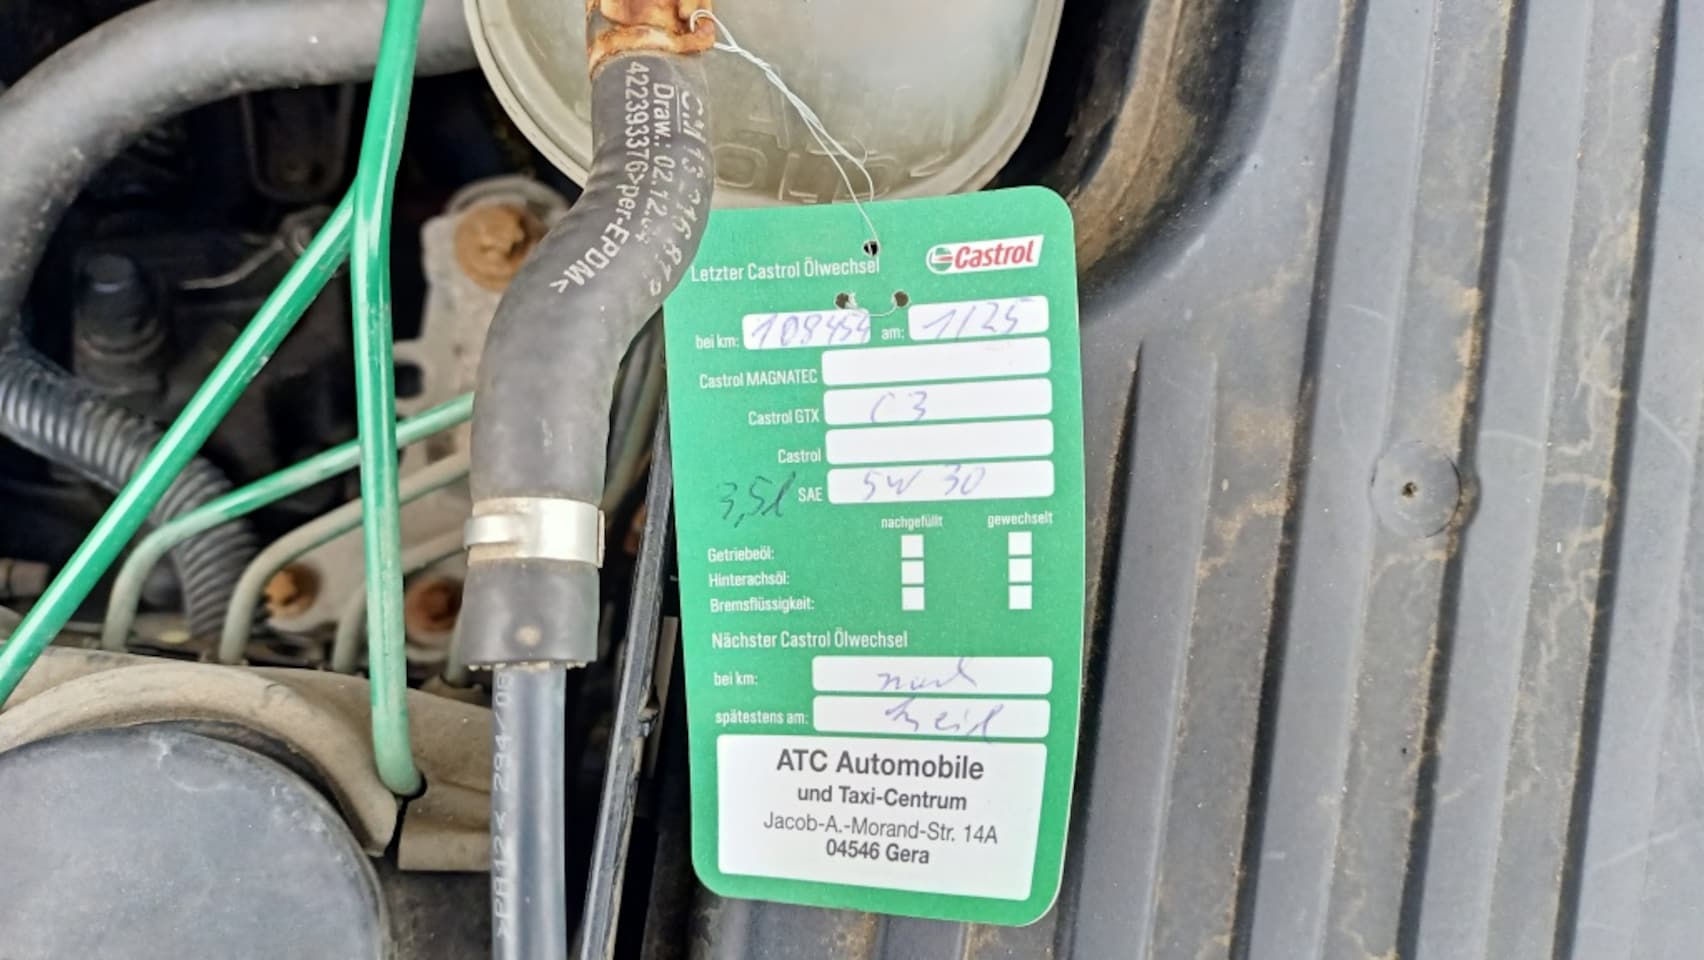 Draw.: 02.12.04
42239337G>per-EPDM<
Letzter Castrol Ölwechsel
Castrol
bei km: 108454 am: 1/25
Castrol MAGNATEC
Castrol GTX C3
Castrol
3,5l SAE 5W 30
nachgefüllt gewechselt
Getriebeöl:
Hinterachsöl:
Bremsflüssigkeit:
Nächster Castrol Ölwechsel
bei km: nach
spätestens am:
ATC Automobile
und Taxi-Centrum
Jacob-A.-Morand-Str. 14A
04546 Gera